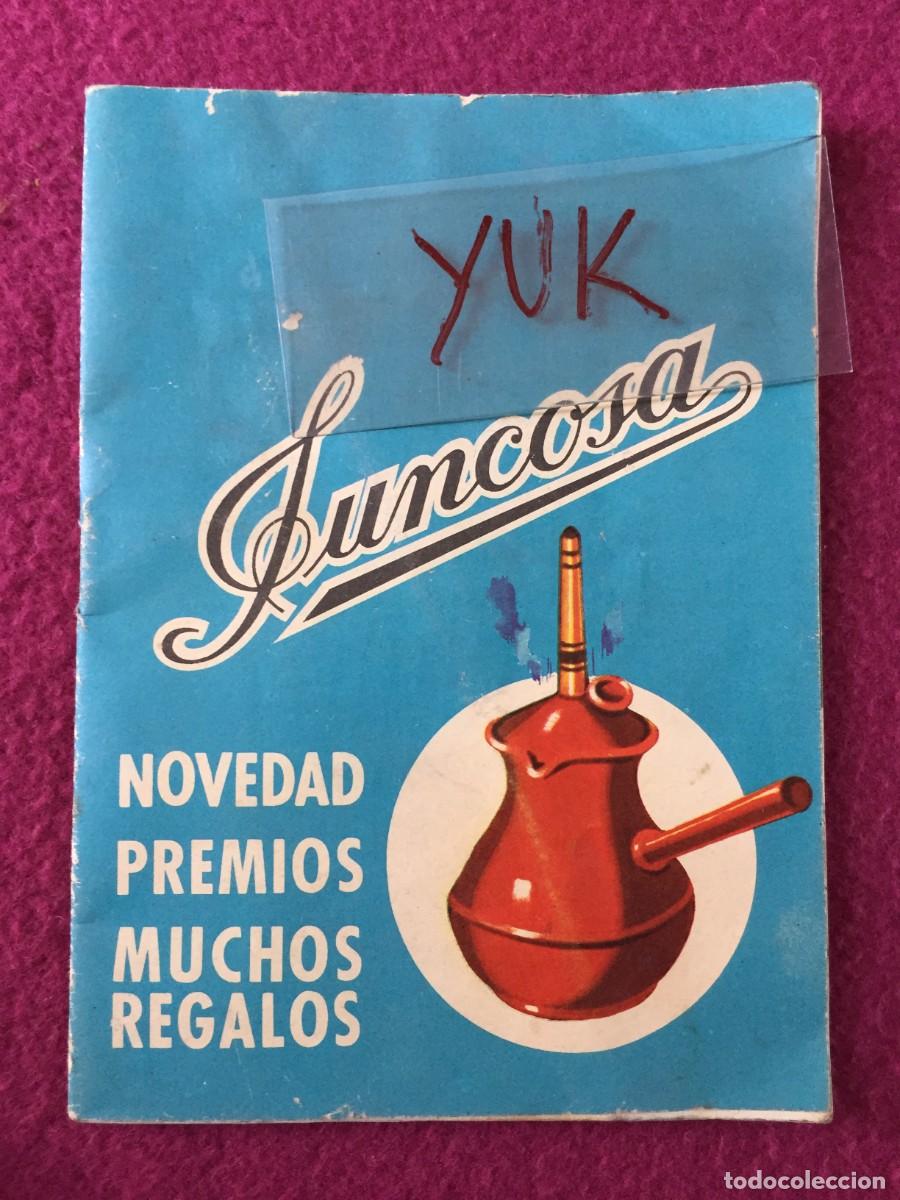 YUK
Juncosa
NOVEDAD
PREMIOS
MUCHOS
REGALOS
todocoleccion